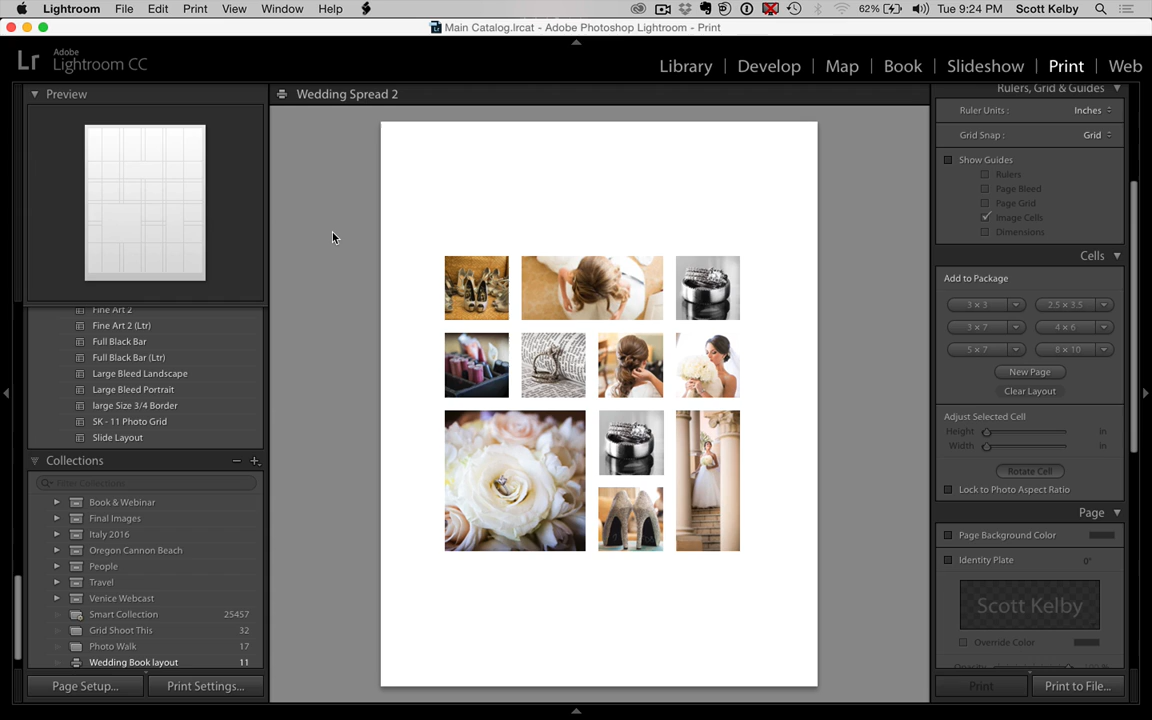 Lightroom File Edit Print View Window Help 62% Tue 9:24 PM Scott Kelby
Main Catalog.lrcat - Adobe Photoshop Lightroom - Print
Lr Adobe
Lightroom CC
Library | Develop | Map | Book | Slideshow | Print | Web
Preview
Fine Art 2
Fine Art 2 (Ltr)
Full Black Bar
Full Black Bar (Ltr)
Large Bleed Landscape
Large Bleed Portrait
large Size 3/4 Border
SK - 11 Photo Grid
Slide Layout
Collections
Filter Collections
Book & Webinar
Final Images
Italy 2016
Oregon Cannon Beach
People
Travel
Venice Webcast
Smart Collection 25457
Grid Shoot This 32
Photo Walk 17
Wedding Book layout 11
Page Setup... Print Settings...
Wedding Spread 2
Rulers, Grid & Guides
Ruler Units : Inches
Grid Snap : Grid
Show Guides
Rulers
Page Bleed
Page Grid
Image Cells
Dimensions
Cells
Add to Package
3 × 3 2.5 × 3.5
3 × 7 4 × 6
5 × 7 8 × 10
New Page
Clear Layout
Adjust Selected Cell
Height in
Width in
Rotate Cell
Lock to Photo Aspect Ratio
Page
Page Background Color
Identity Plate 0°
Scott Kelby
Override Color
Opacity 100 %
Print Print to File...